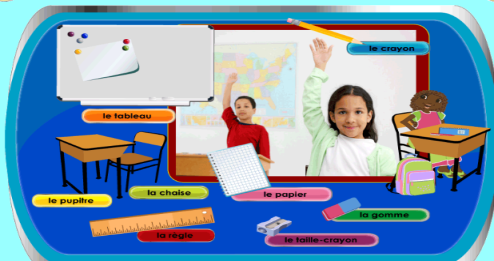 le crayon
le tableau
la chaise
le papier
le pupitre
la gomme
la règle
le taille-crayon